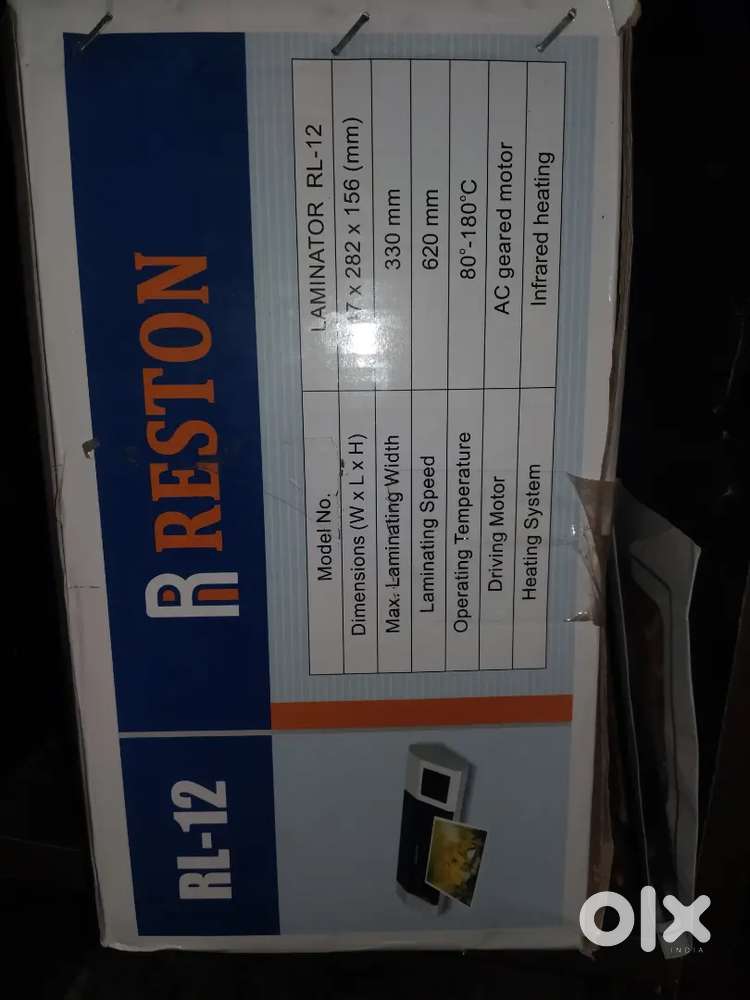 RESTON
RL-12
Model No. LAMINATOR RL-12
Dimensions (W x L x H) x 282 x 156 (mm)
Max. Laminating Width 330 mm
Laminating Speed 620 mm
Operating Temperature 80°-180°C
Driving Motor AC geared motor
Heating System Infrared heating
olx
INDIA